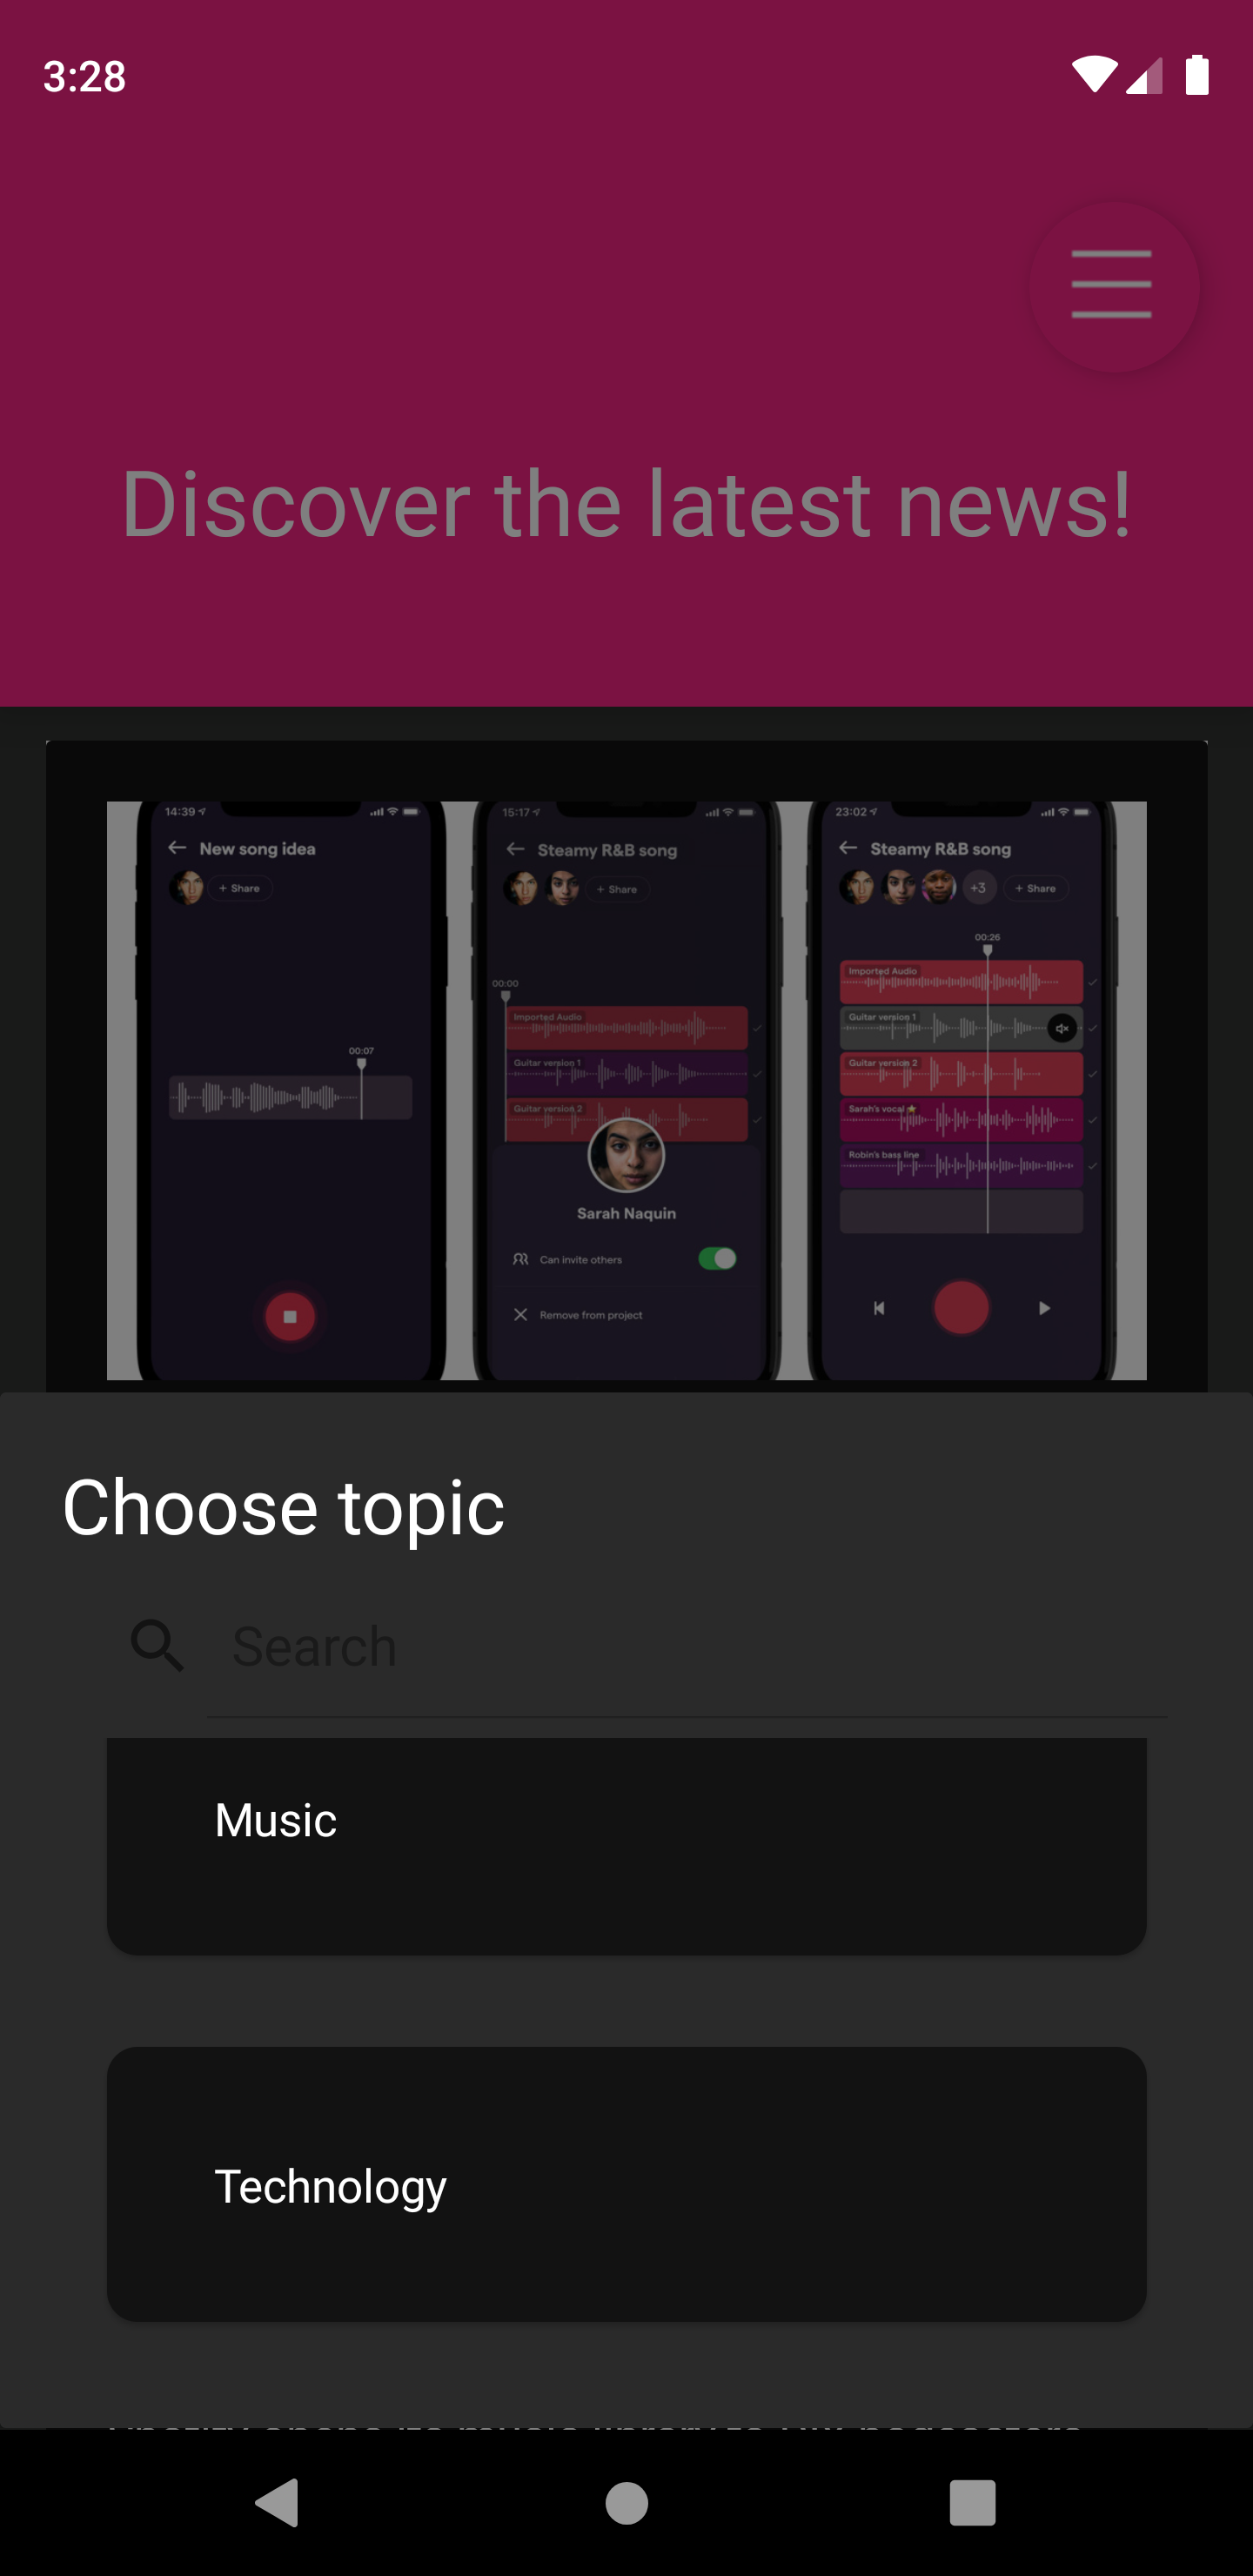 3:28
Discover the latest news!
14:39
New song idea
+ Share
00:07
15:17
Steamy R&B song
+ Share
00:00
Imported Audio
Guitar version 1
Guitar version 2
Sarah Naquin
Can invite others
Remove from project
23:02
Steamy R&B song
+3
+ Share
00:26
Imported Audio
Guitar version 1
Guitar version 2
Sarah's vocal
Robin's bass line
Choose topic
Search
Music
Technology